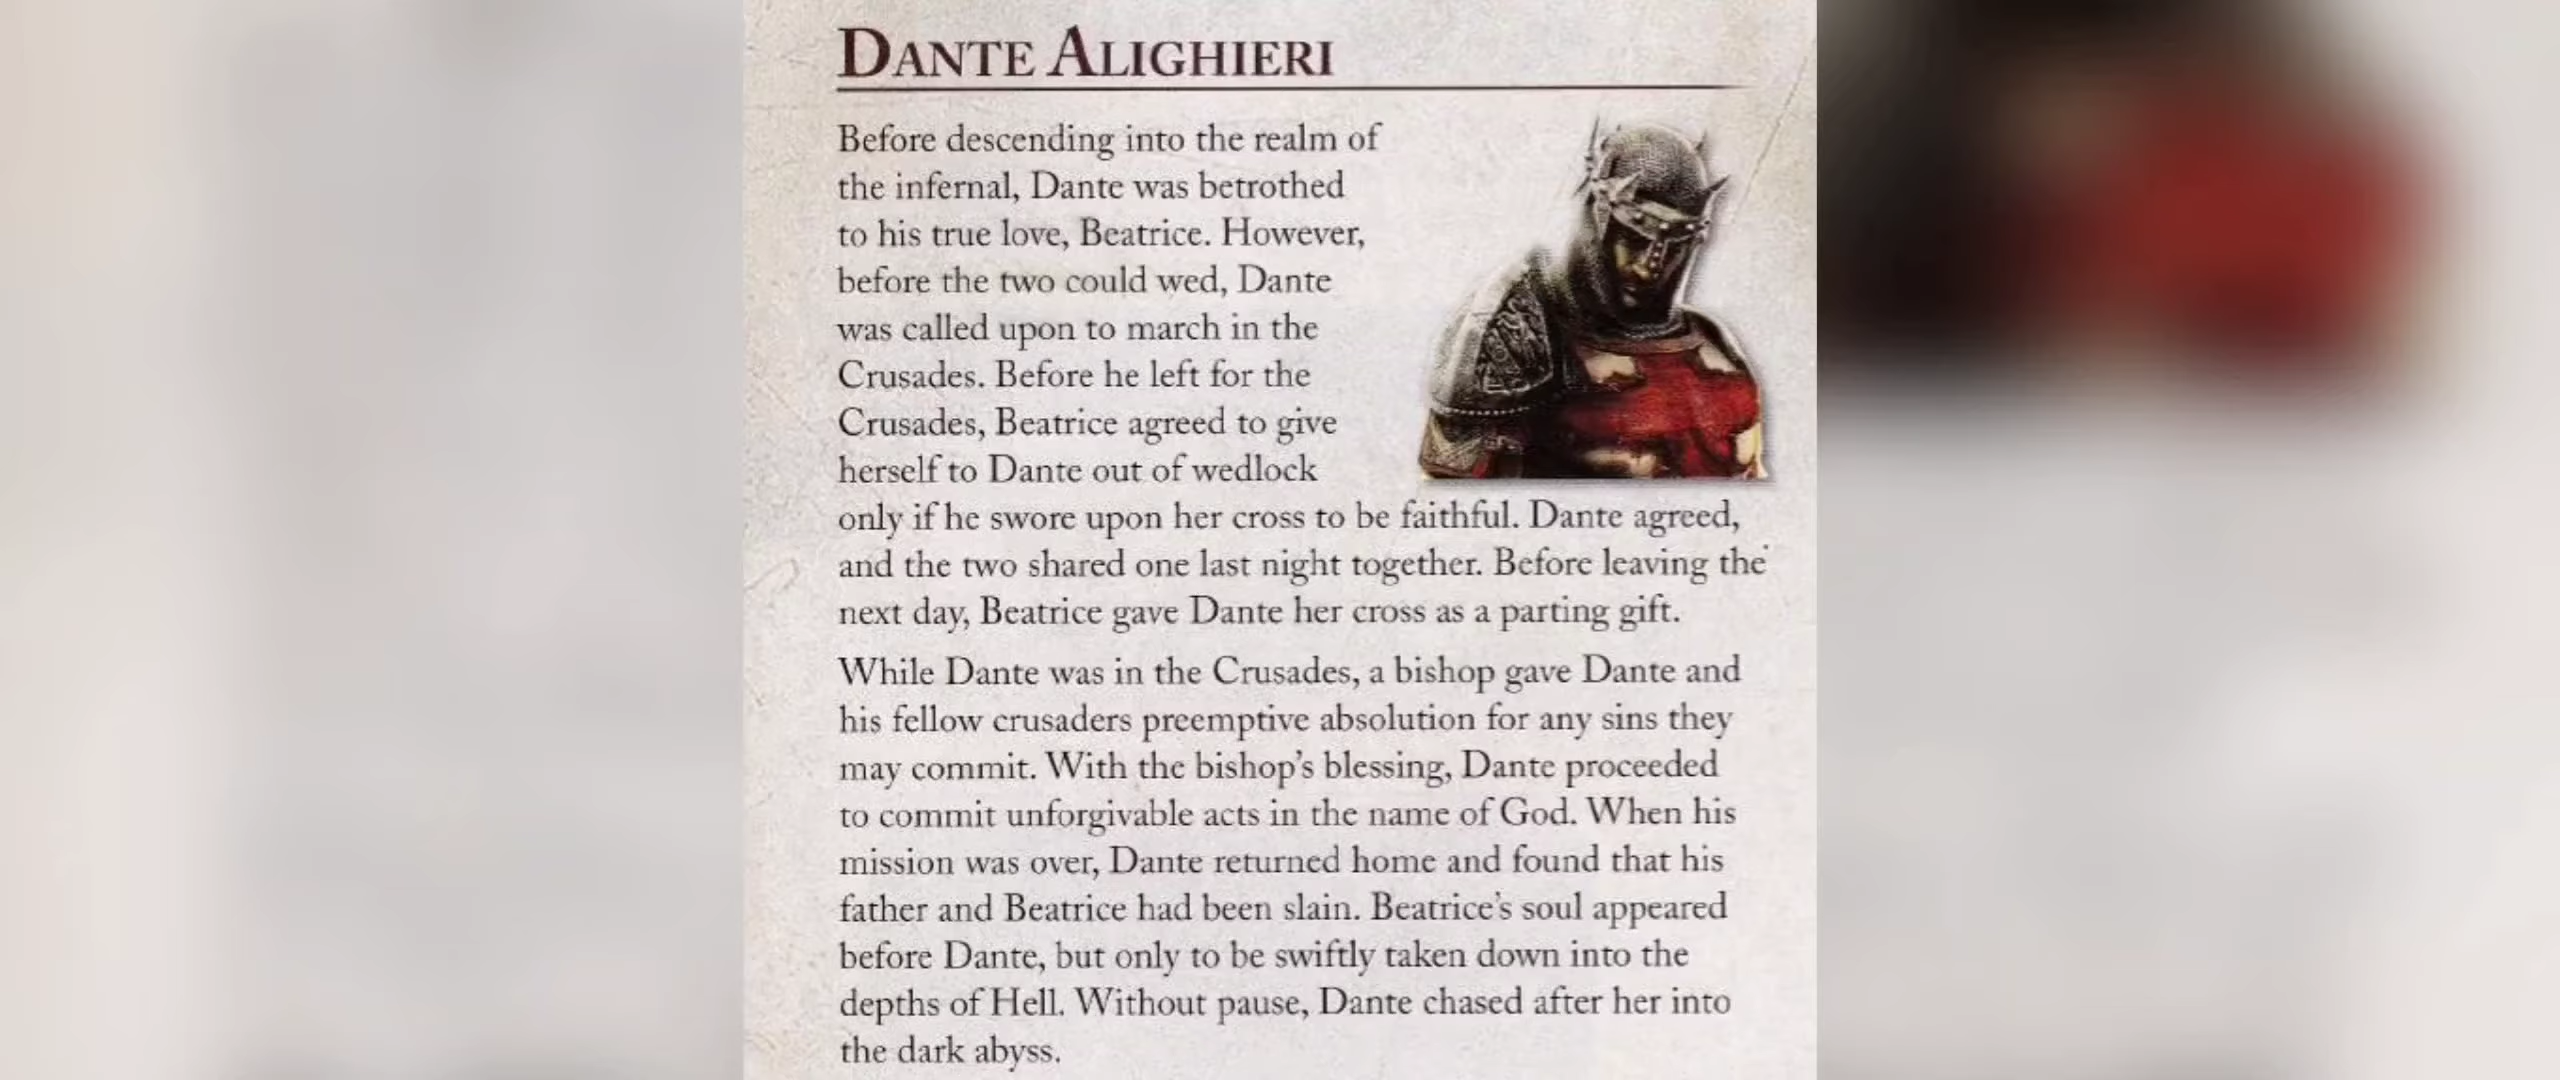 DANTE ALIGHIERI
Before descending into the realm of
the infernal, Dante was betrothed
to his true love, Beatrice. However,
before the two could wed, Dante
was called upon to march in the
Crusades. Before he left for the
Crusades, Beatrice agreed to give
herself to Dante out of wedlock
only if he swore upon her cross to be faithful. Dante agreed,
and the two shared one last night together. Before leaving the
next day, Beatrice gave Dante her cross as a parting gift.
While Dante was in the Crusades, a bishop gave Dante and
his fellow crusaders preemptive absolution for any sins they
may commit. With the bishop's blessing, Dante proceeded
to commit unforgivable acts in the name of God. When his
mission was over, Dante returned home and found that his
father and Beatrice had been slain. Beatrice's soul appeared
before Dante, but only to be swiftly taken down into the
depths of Hell. Without pause, Dante chased after her into
the dark abyss.